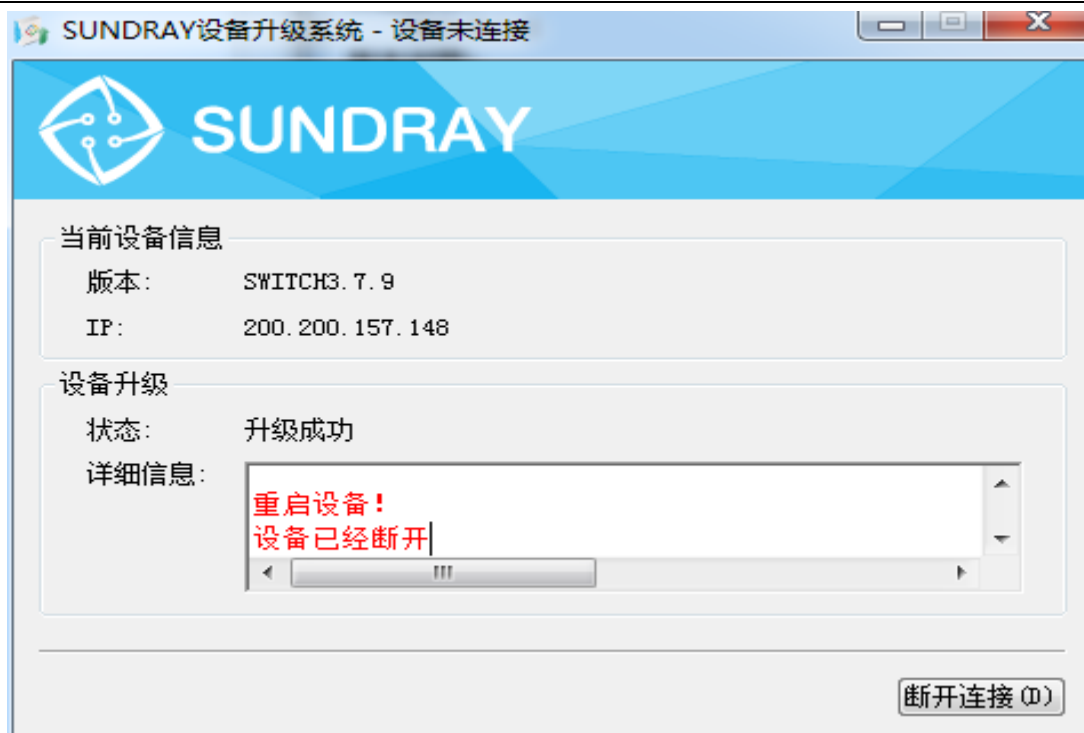 SUNDRAY设备升级系统 - 设备未连接
SUNDRAY
当前设备信息
版本: SWITCH3.7.9
IP: 200.200.157.148
设备升级
状态: 升级成功
详细信息:
重启设备!
设备已经断开
断开连接(D)